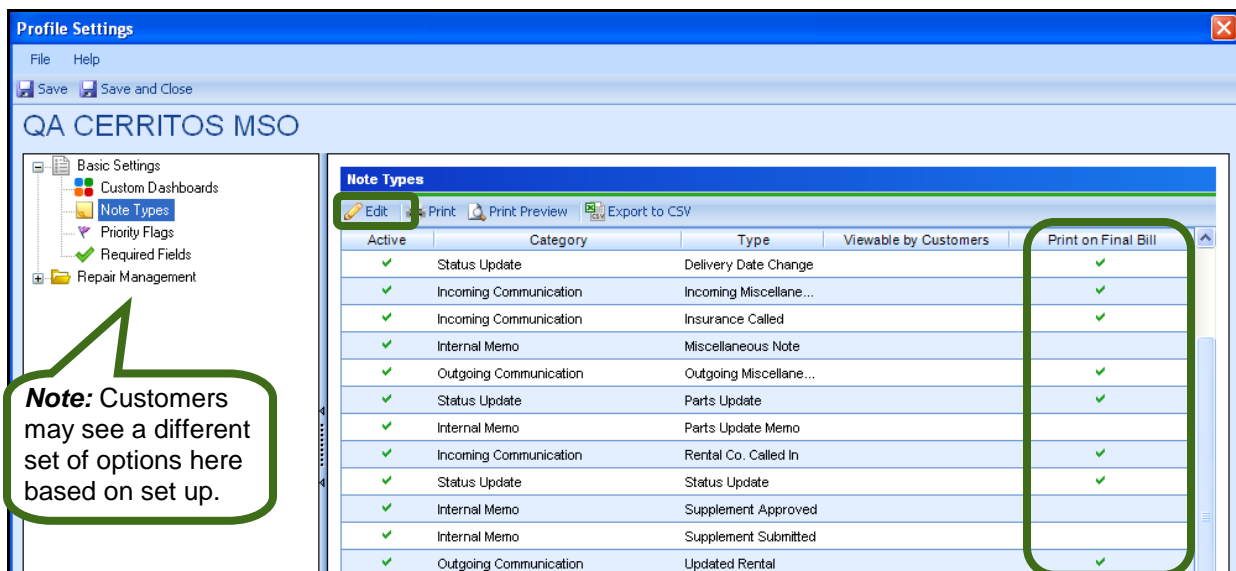 Profile Settings
File Help
Save Save and Close
QA CERRITOS MSO
Basic Settings
Custom Dashboards
Note Types
Priority Flags
Required Fields
Repair Management
Note: Customers
may see a different
set of options here
based on set up.
Note Types
Edit Print Print Preview Export to CSV
Active Category Type Viewable by Customers Print on Final Bill
Status Update Delivery Date Change
Incoming Communication Incoming Miscellane...
Incoming Communication Insurance Called
Internal Memo Miscellaneous Note
Outgoing Communication Outgoing Miscellane...
Status Update Parts Update
Internal Memo Parts Update Memo
Incoming Communication Rental Co. Called In
Status Update Status Update
Internal Memo Supplement Approved
Internal Memo Supplement Submitted
Outgoing Communication Updated Rental